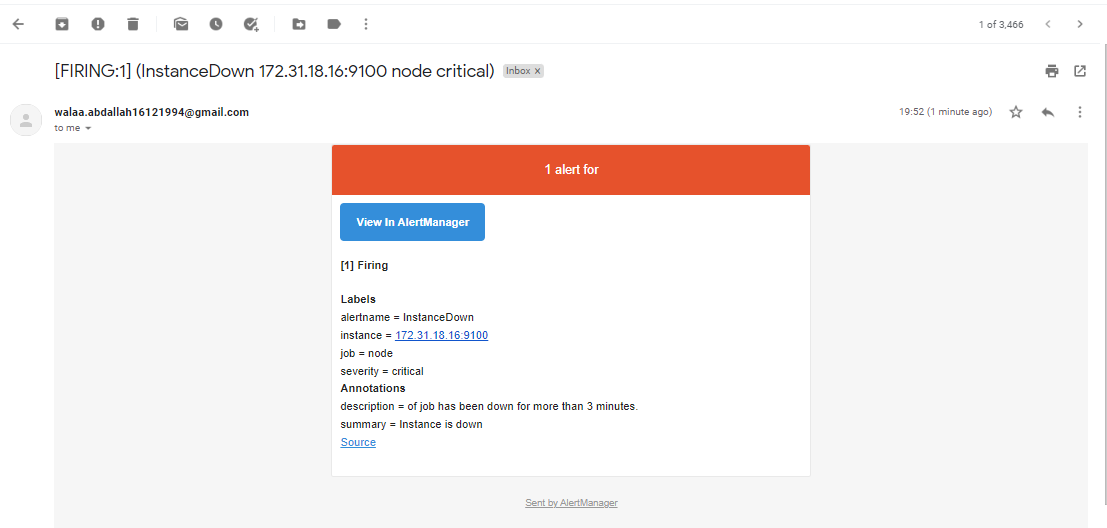 1 of 3,466
[FIRING:1] (InstanceDown 172.31.18.16:9100 node critical) Inbox ×
walaa.abdallah16121994@gmail.com 19:52 (1 minute ago)
to me
1 alert for
View In AlertManager
[1] Firing
Labels
alertname = InstanceDown
instance = 172.31.18.16:9100
job = node
severity = critical
Annotations
description = of job has been down for more than 3 minutes.
summary = Instance is down
Source
Sent by AlertManager